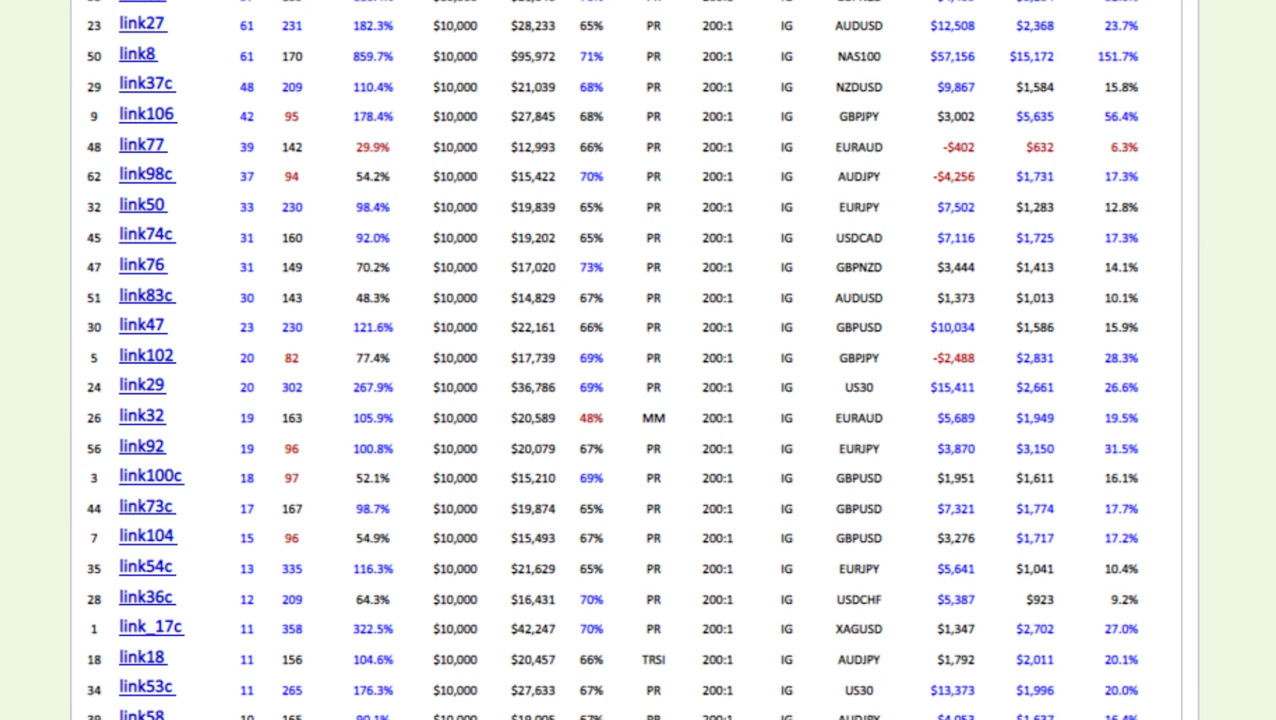 23 link27 61 231 182.3% $10,000 $28,233 65% PR 200:1 IG AUDUSD $12,508 $2,368 23.7%
50 link8 61 170 859.7% $10,000 $95,972 71% PR 200:1 IG NAS100 $57,156 $15,172 151.7%
29 link37c 48 209 110.4% $10,000 $21,039 68% PR 200:1 IG NZDUSD $9,867 $1,584 15.8%
9 link106 42 95 178.4% $10,000 $27,845 68% PR 200:1 IG GBPJPY $3,002 $5,635 56.4%
48 link77 39 142 29.9% $10,000 $12,993 66% PR 200:1 IG EURAUD -$402 $632 6.3%
62 link98c 37 94 54.2% $10,000 $15,422 70% PR 200:1 IG AUDJPY -$4,256 $1,731 17.3%
32 link50 33 230 98.4% $10,000 $19,839 65% PR 200:1 IG EURJPY $7,502 $1,283 12.8%
45 link74c 31 160 92.0% $10,000 $19,202 65% PR 200:1 IG USDCAD $7,116 $1,725 17.3%
47 link76 31 149 70.2% $10,000 $17,020 73% PR 200:1 IG GBPNZD $3,444 $1,413 14.1%
51 link83c 30 143 48.3% $10,000 $14,829 67% PR 200:1 IG AUDUSD $1,373 $1,013 10.1%
30 link47 23 230 121.6% $10,000 $22,161 66% PR 200:1 IG GBPUSD $10,034 $1,586 15.9%
5 link102 20 82 77.4% $10,000 $17,739 69% PR 200:1 IG GBPJPY -$2,488 $2,831 28.3%
24 link29 20 302 267.9% $10,000 $36,786 69% PR 200:1 IG US30 $15,411 $2,661 26.6%
26 link32 19 163 105.9% $10,000 $20,589 48% MM 200:1 IG EURAUD $5,689 $1,949 19.5%
56 link92 19 96 100.8% $10,000 $20,079 67% PR 200:1 IG EURJPY $3,870 $3,150 31.5%
3 link100c 18 97 52.1% $10,000 $15,210 69% PR 200:1 IG GBPUSD $1,951 $1,611 16.1%
44 link73c 17 167 98.7% $10,000 $19,874 65% PR 200:1 IG GBPUSD $7,321 $1,774 17.7%
7 link104 15 96 54.9% $10,000 $15,493 67% PR 200:1 IG GBPUSD $3,276 $1,717 17.2%
35 link54c 13 335 116.3% $10,000 $21,629 65% PR 200:1 IG EURJPY $5,641 $1,041 10.4%
28 link36c 12 209 64.3% $10,000 $16,431 70% PR 200:1 IG USDCHF $5,387 $923 9.2%
1 link_17c 11 358 322.5% $10,000 $42,247 70% PR 200:1 IG XAGUSD $1,347 $2,702 27.0%
18 link18 11 156 104.6% $10,000 $20,457 66% TRSI 200:1 IG AUDJPY $1,792 $2,011 20.1%
34 link53c 11 265 176.3% $10,000 $27,633 67% PR 200:1 IG US30 $13,373 $1,996 20.0%
link58